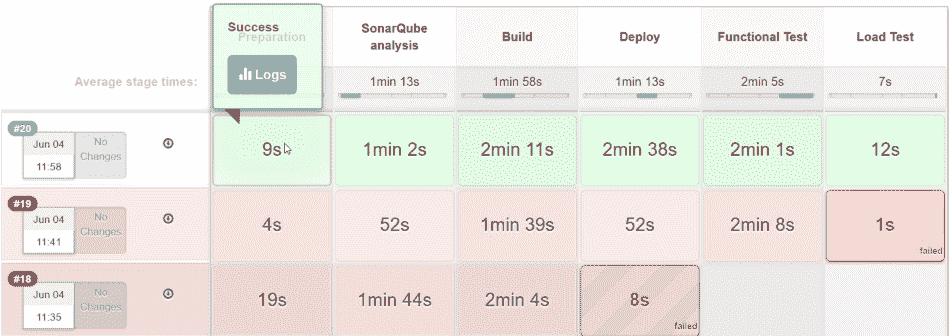 Success
Preparation
Logs
SonarQube
analysis
Build
Deploy
Functional Test
Load Test
Average stage times:
1min 13s
1min 58s
1min 13s
2min 5s
7s
#20
Jun 04
11:58
No
Changes
9s
1min 2s
2min 11s
2min 38s
2min 1s
12s
#19
Jun 04
11:41
No
Changes
4s
52s
1min 39s
52s
2min 8s
1s
failed
#18
Jun 04
11:35
No
Changes
19s
1min 44s
2min 4s
8s
failed